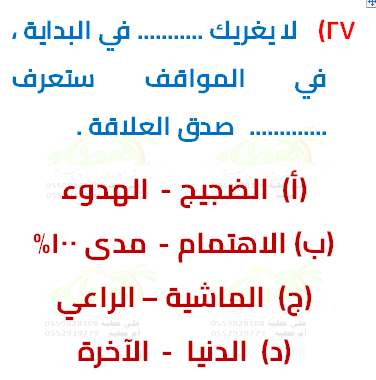 ٢٧) لا يغريك ........... في البداية ،
في المواقف ستعرف
............. صدق العلاقة .
(أ) الضجيج - الهدوء
(ب) الاهتمام - مدى ١٠٠%
(ج) الماشية – الراعي
(د) الدنيا - الآخرة